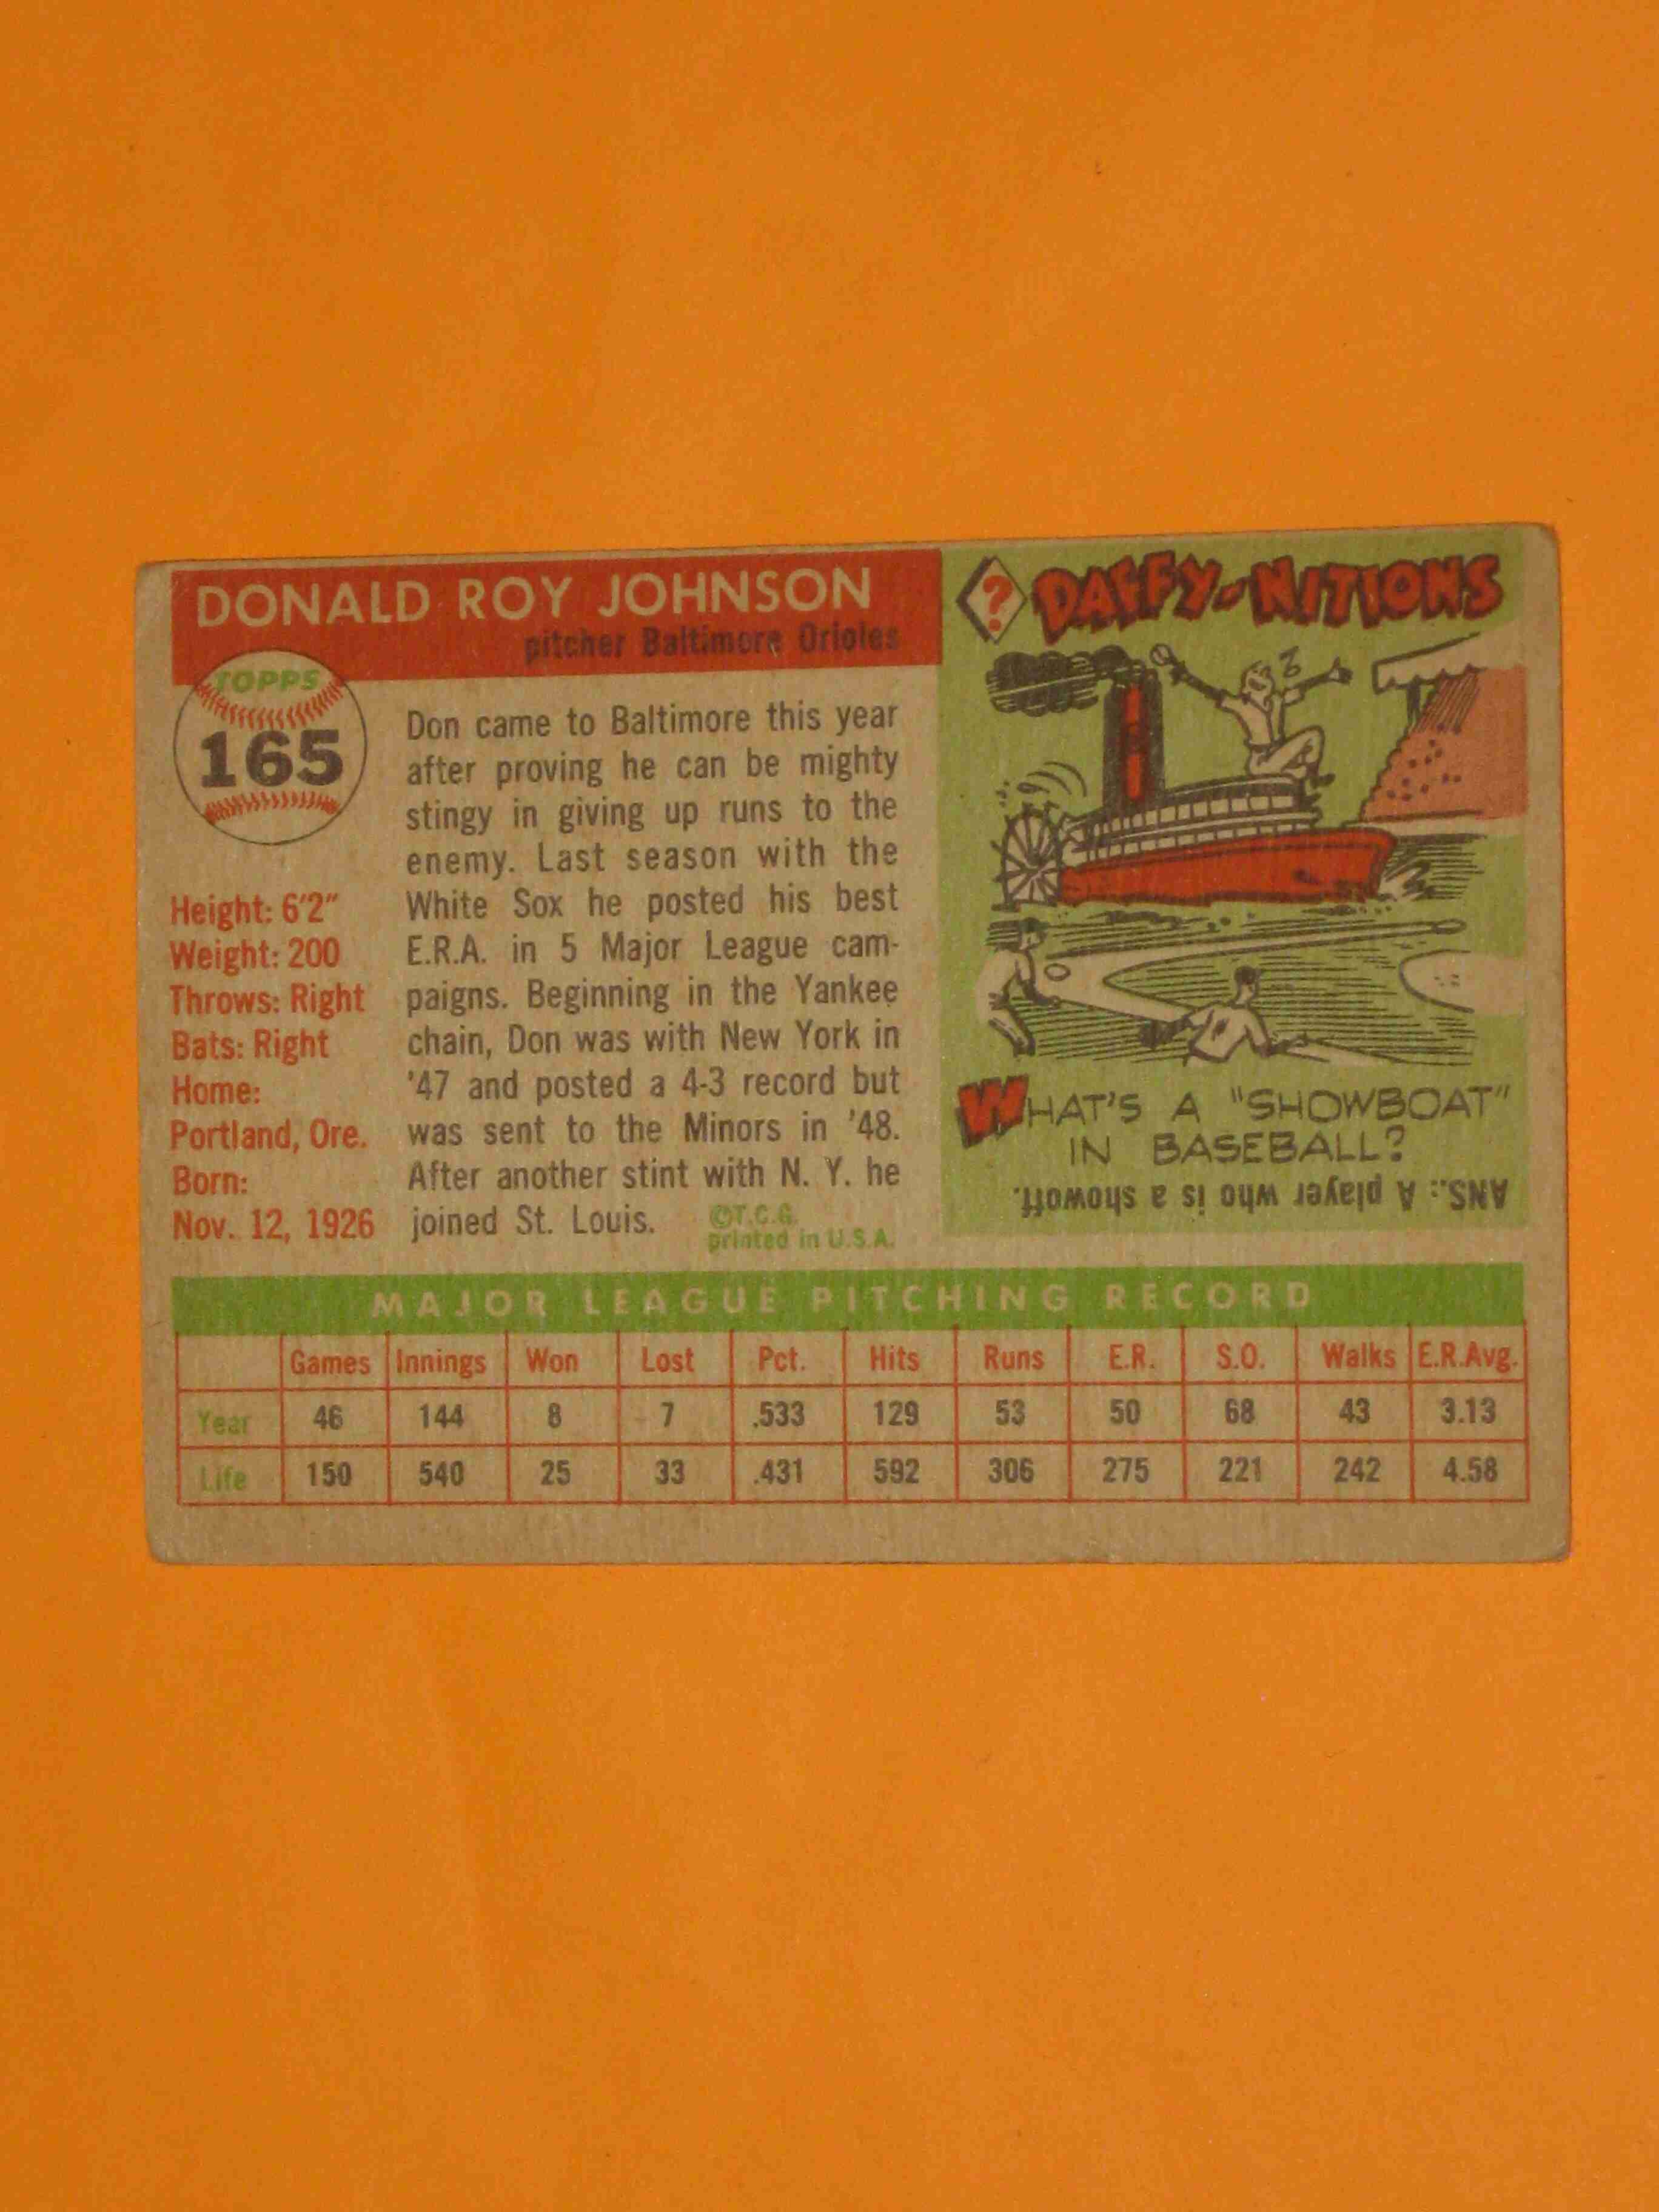 DONALD ROY JOHNSON
pitcher Baltimore Orioles
TOPPS
165
Height: 6'2"
Weight: 200
Throws: Right
Bats: Right
Home:
Portland, Ore.
Born:
Nov. 12, 1926
Don came to Baltimore this year
after proving he can be mighty
stingy in giving up runs to the
enemy. Last season with the
White Sox he posted his best
E.R.A. in 5 Major League cam-
paigns. Beginning in the Yankee
chain, Don was with New York in
'47 and posted a 4-3 record but
was sent to the Minors in '48.
After another stint with N. Y. he
joined St. Louis.
©T.C.G.
printed in U.S.A.
? DAFFY-NITIONS
WHAT'S A "SHOWBOAT"
IN BASEBALL?
ANS.: A player who is a showoff.
MAJOR LEAGUE PITCHING RECORD
Games Innings Won Lost Pct. Hits Runs E.R. S.O. Walks E.R.Avg.
Year 46 144 8 7 .533 129 53 50 68 43 3.13
Life 150 540 25 33 .431 592 306 275 221 242 4.58